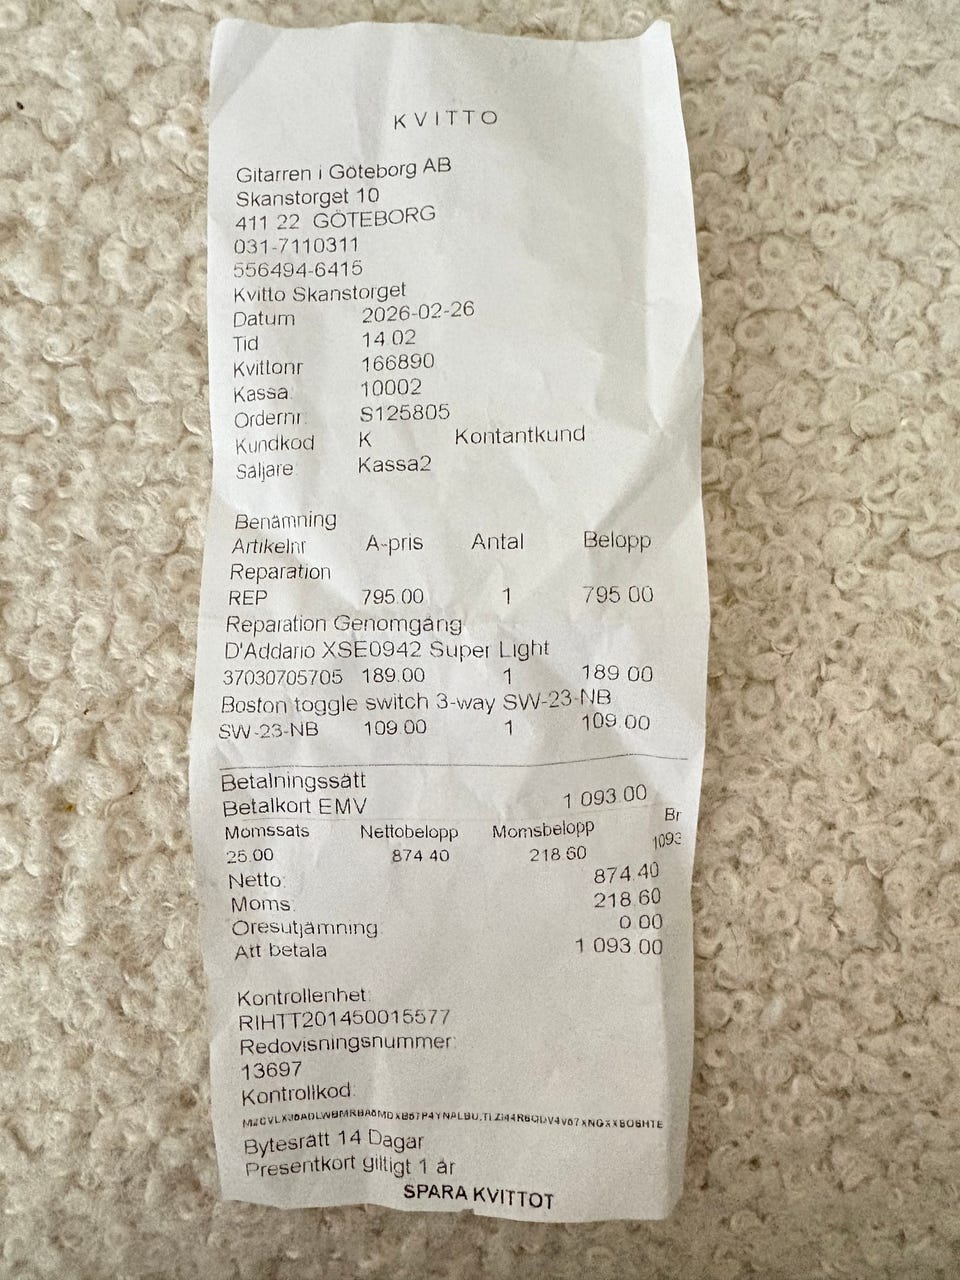 KVITTO
Gitarren i Göteborg AB
Skanstorget 10
411 22 GÖTEBORG
031-7110311
556494-6415
Kvitto Skanstorget
Datum 2026-02-26
Tid 14.02
Kvittonr 166890
Kassa: 10002
Ordernr: S125805
Kundkod K Kontantkund
Säljare: Kassa2
Benämning
Artikelnr A-pris Antal Belopp
Reparation
REP 795.00 1 795.00
Reparation Genomgång
D'Addario XSE0942 Super Light
37030705705 189.00 1 189.00
Boston toggle switch 3-way SW-23-NB
SW-23-NB 109.00 1 109.00
Betalningssätt
Betalkort EMV 1 093.00
Momssats Nettobelopp Momsbelopp Br
25.00 874.40 218.60 1093
Netto: 874.40
Moms: 218.60
Öresutjämning: 0.00
Att betala 1 093.00
Kontrollenhet:
RIHTT201450015577
Redovisningsnummer:
13697
Kontrollkod:
Bytesrätt 14 Dagar
Presentkort giltigt 1 år
SPARA KVITTOT